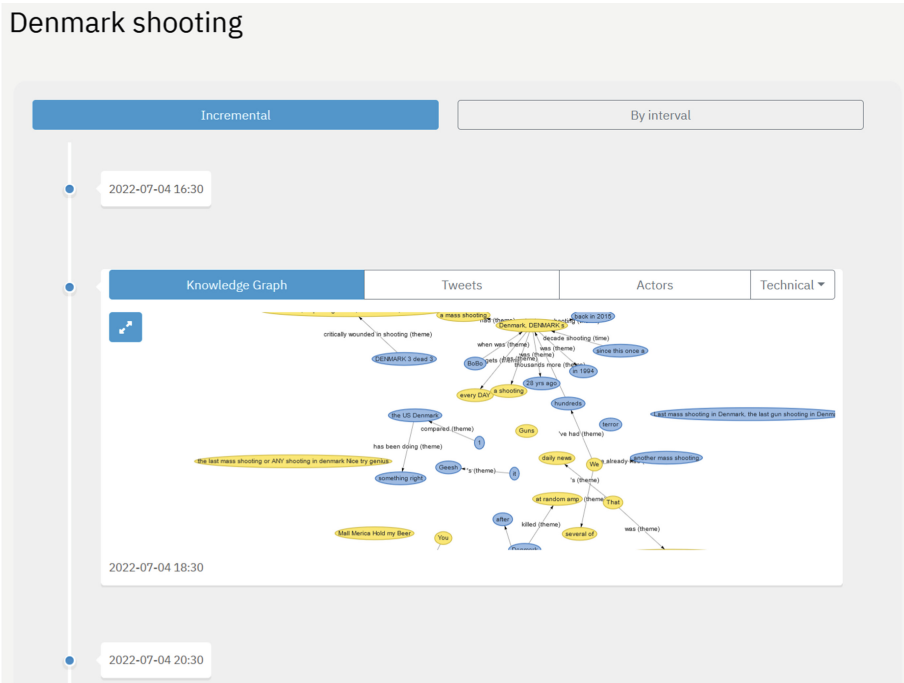 Denmark shooting
Incremental
By interval
2022-07-04 16:30
Knowledge Graph
Tweets
Actors
Technical
a mass shooting
Denmark, DENMARK's
back in 2016
critically wounded in shooting (theme)
decade shooting (time)
when was (theme)
was (theme)
since this once a
DENMARK 3 dead 3
BoBo
was (theme)
thousands more (theme)
in 1994
28 yrs ago
every DAY
a shooting
hundreds
the US Denmark
Last mass shooting in Denmark, the last gun shooting in Denm
terror
compared (theme)
Guns
've had (theme)
I
has been doing (theme)
the last mass shooting or ANY shooting in denmark Nice try genius
Geesh
's (theme)
it
daily news
We
another mass shooting
something right
's (theme)
at random amp
That
after
killed (theme)
was (theme)
Mall Merica Hold my Beer
You
several of
2022-07-04 18:30
2022-07-04 20:30